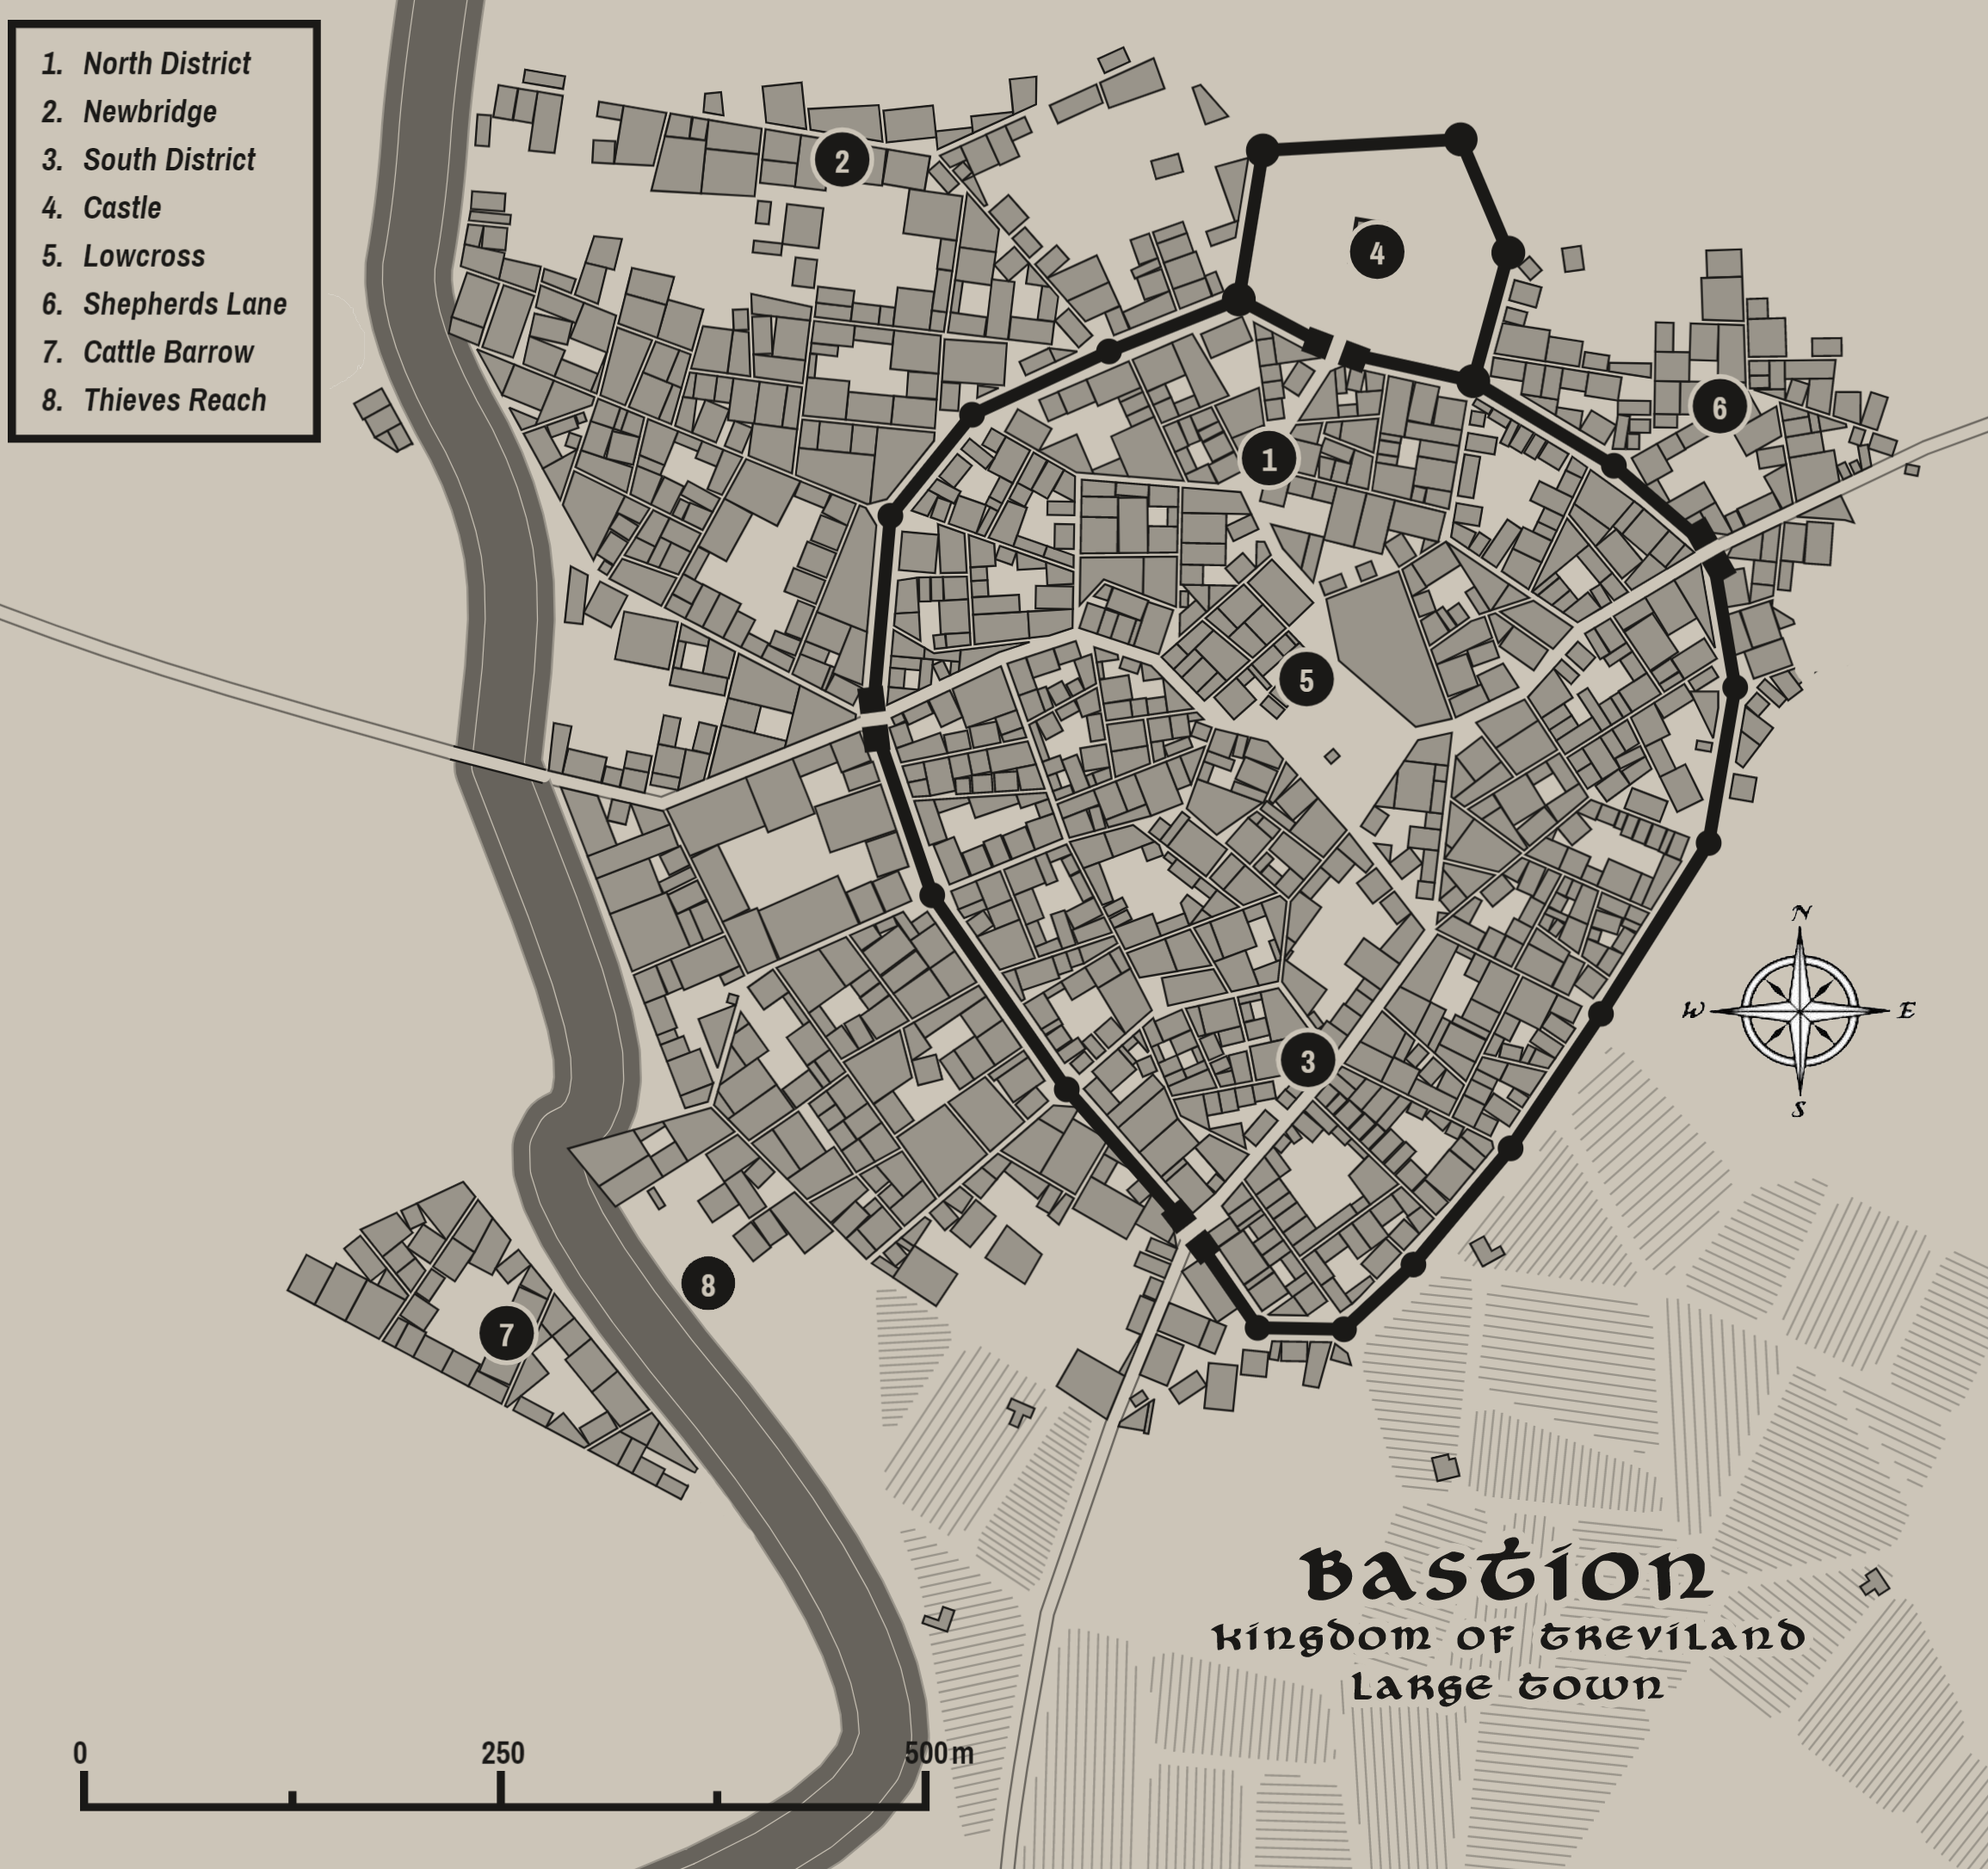 1. North District
2. Newbridge
3. South District
4. Castle
5. Lowcross
6. Shepherds Lane
7. Cattle Barrow
8. Thieves Reach
2
4
6
1
5
N
W E
S
3
8
7
Bastion
Kingdom of Treviland
Large Town
0 250 500m